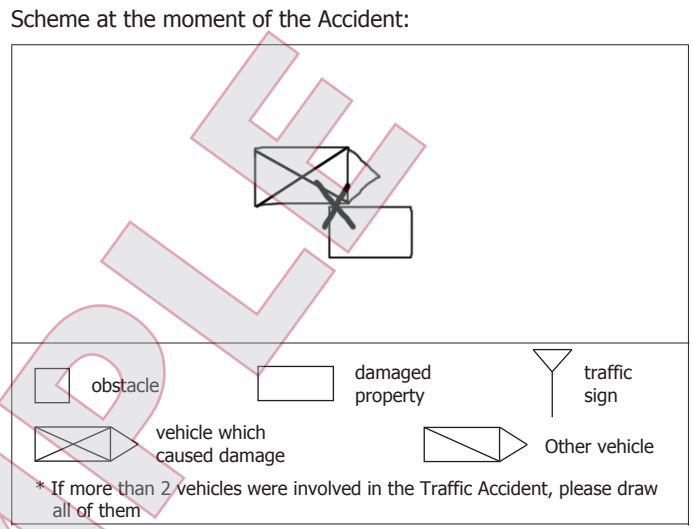 Scheme at the moment of the Accident:
obstacle
damaged
property
traffic
sign
vehicle which
caused damage
Other vehicle
* If more than 2 vehicles were involved in the Traffic Accident, please draw
all of them